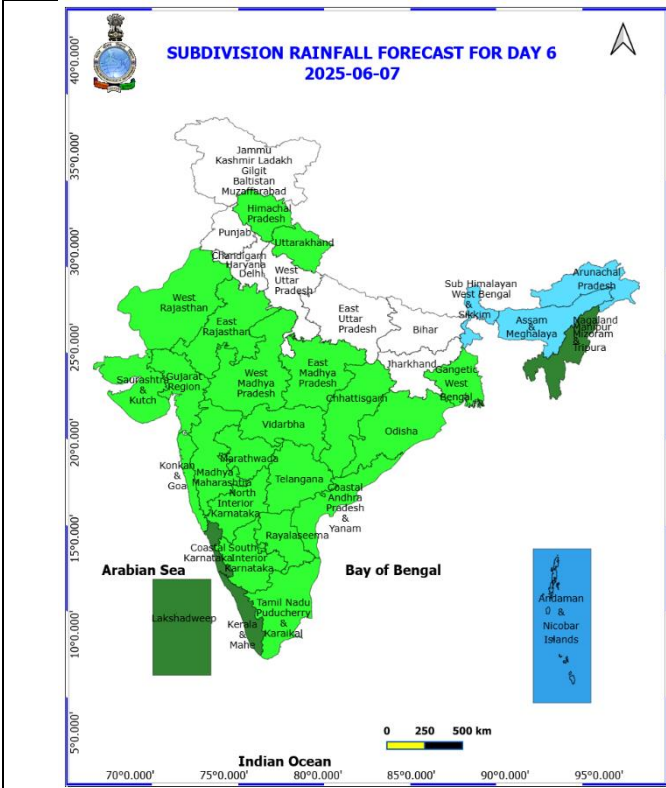 SUBDIVISION RAINFALL FORECAST FOR DAY 6
2025-06-07
40°0.000'
35°0.000'
30°0.000'
25°0.000'
20°0.000'
15°0.000'
10°0.000'
5°0.000'
Jammu
Kashmir Ladakh
Gilgit
Baltistan
Muzaffarabad
Himachal
Pradesh
Punjab
Uttarakhand
Chandigarh
Haryana
Delhi
West
Uttar
Pradesh
East
Uttar
Pradesh
Bihar
Sub Himalayan
West Bengal
&
Sikkim
Arunachal
Pradesh
Assam
&
Meghalaya
Nagaland
Manipur
Mizoram
&
Tripura
West
Rajasthan
East
Rajasthan
Saurashtra
&
Kutch
Gujarat
Region
West
Madhya
Pradesh
East
Madhya
Pradesh
Jharkhand
Gangetic
West
Bengal
Chhattisgarh
Odisha
Vidarbha
Konkan
&
Goa
Marathwada
Madhya
Maharashtra
North
Interior
Karnataka
Telangana
Coastal
Andhra
Pradesh
&
Yanam
Rayalaseema
Coastal
Karnataka
South
Interior
Karnataka
Arabian Sea
Bay of Bengal
Lakshadweep
Kerala
&
Mahe
Tamil Nadu
Puducherry
&
Karaikal
Andaman
&
Nicobar
Islands
0 250 500 km
Indian Ocean
70°0.000' 75°0.000' 80°0.000' 85°0.000' 90°0.000' 95°0.000'